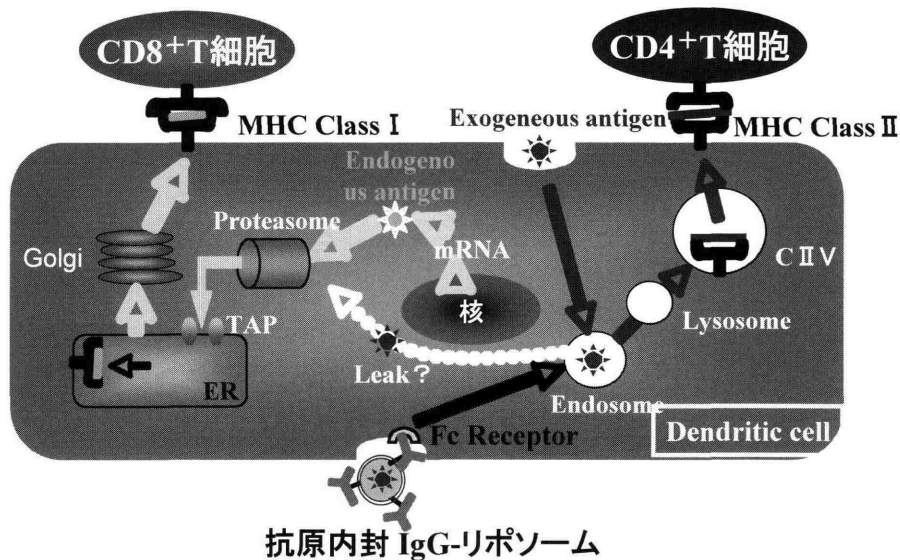 CD8+T細胞
CD4+T細胞
MHC Class I
Exogeneous antigen
MHC Class II
Endogeno
us antigen
Proteasome
Golgi
mRNA
CIIV
核
TAP
Lysosome
Leak?
ER
Endosome
Fc Receptor
Dendritic cell
抗原内封 IgG-リポソーム